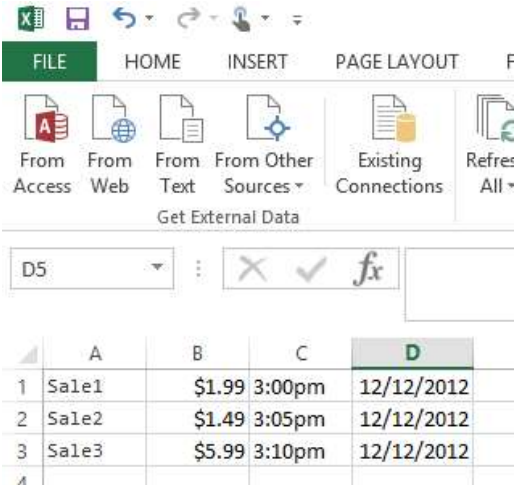 FILE HOME INSERT PAGE LAYOUT F
From Access From Web From Text From Other Sources Existing Connections Refres All
Get External Data
D5 fx
A B C D
1 Sale1 $1.99 3:00pm 12/12/2012
2 Sale2 $1.49 3:05pm 12/12/2012
3 Sale3 $5.99 3:10pm 12/12/2012
4